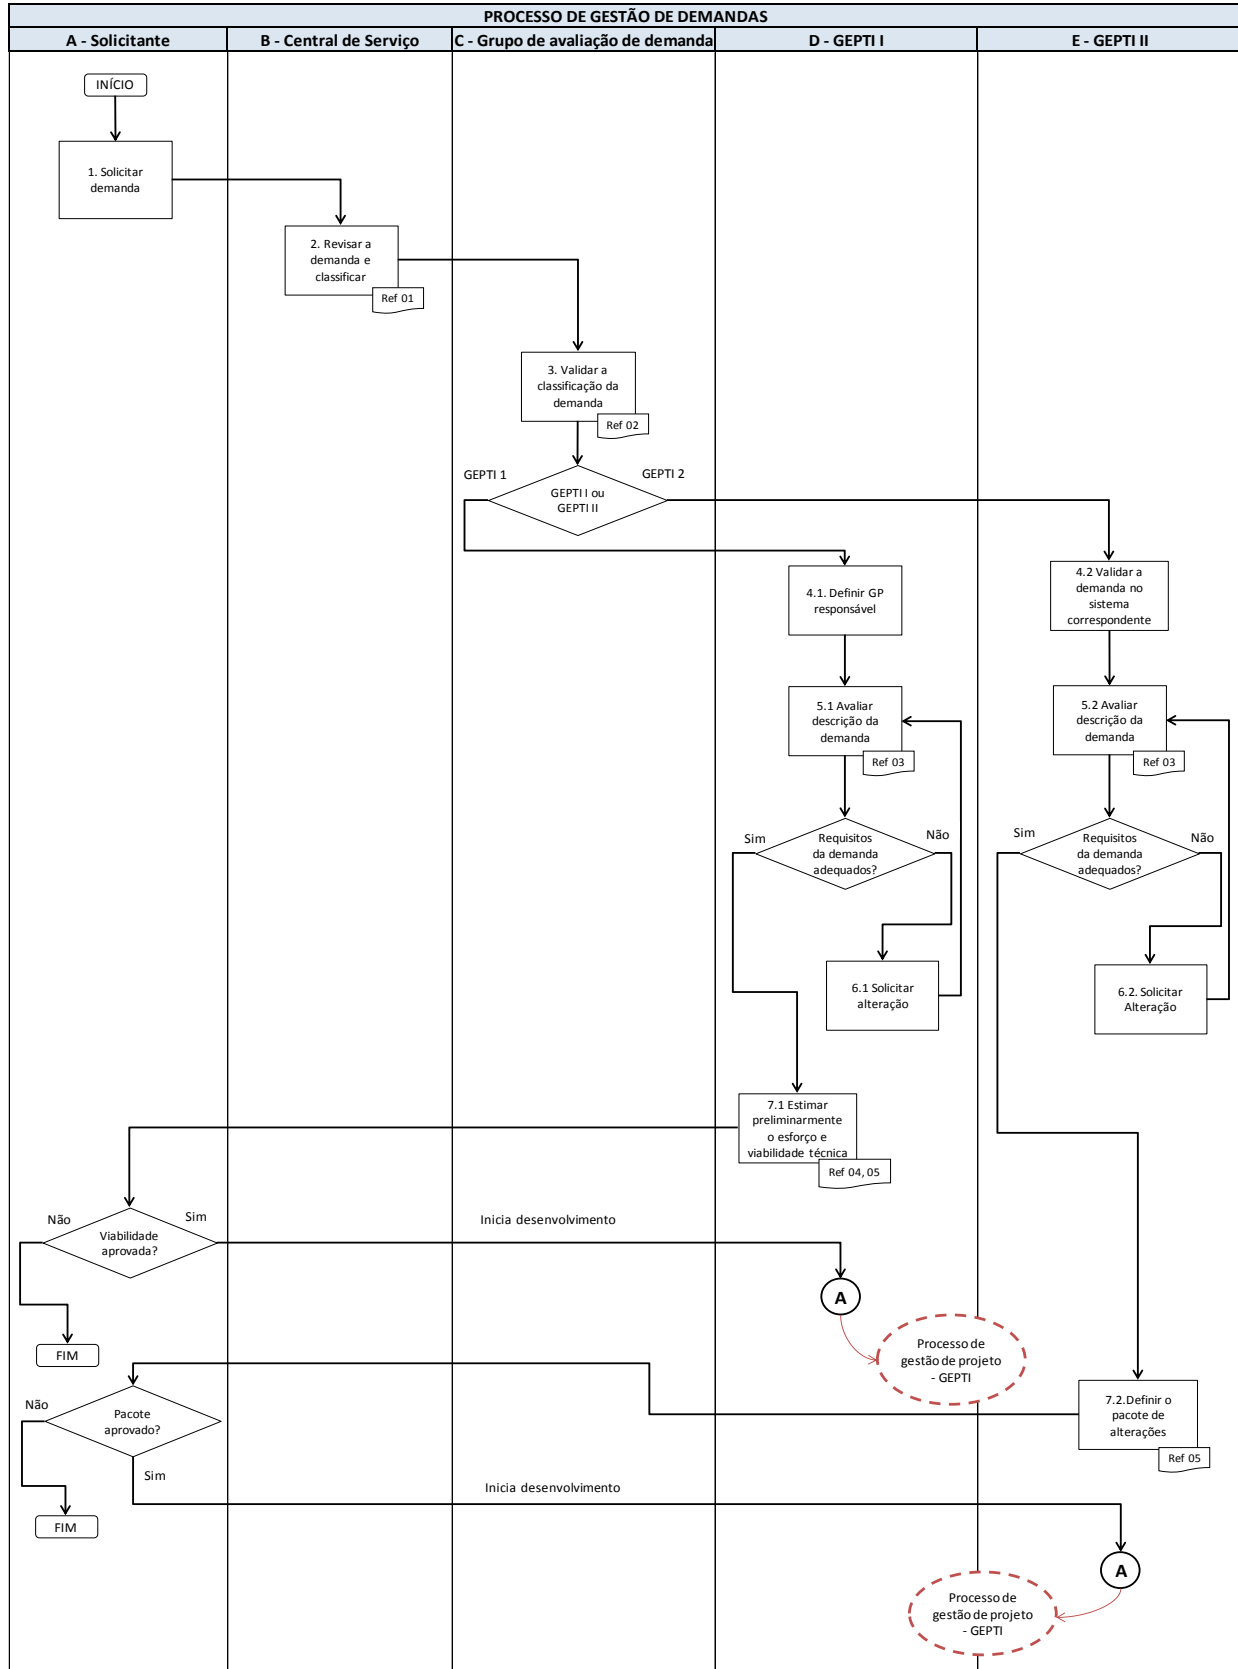 PROCESSO DE GESTÃO DE DEMANDAS
A - Solicitante
B - Central de Serviço
C - Grupo de avaliação de demanda
D - GEPTI I
E - GEPTI II
INÍCIO
1. Solicitar
demanda
2. Revisar a
demanda e
classificar
Ref 01
3. Validar a
classificação da
demanda
Ref 02
GEPTI 1
GEPTI 2
GEPTI I ou
GEPTI II
4.1. Definir GP
responsável
4.2 Validar a
demanda no
sistema
correspondente
5.1 Avaliar
descrição da
demanda
Ref 03
5.2 Avaliar
descrição da
demanda
Ref 03
Sim
Requisitos
da demanda
adequados?
Não
Sim
Requisitos
da demanda
adequados?
Não
6.1 Solicitar
alteração
6.2. Solicitar
Alteração
7.1 Estimar
preliminarmente
o esforço e
viabilidade técnica
Ref 04, 05
Não
Sim
Viabilidade
aprovada?
Inicia desenvolvimento
A
FIM
Processo de
gestão de projeto
- GEPTI
Não
Pacote
aprovado?
Sim
7.2.Definir o
pacote de
alterações
Ref 05
Inicia desenvolvimento
FIM
A
Processo de
gestão de projeto
- GEPTI